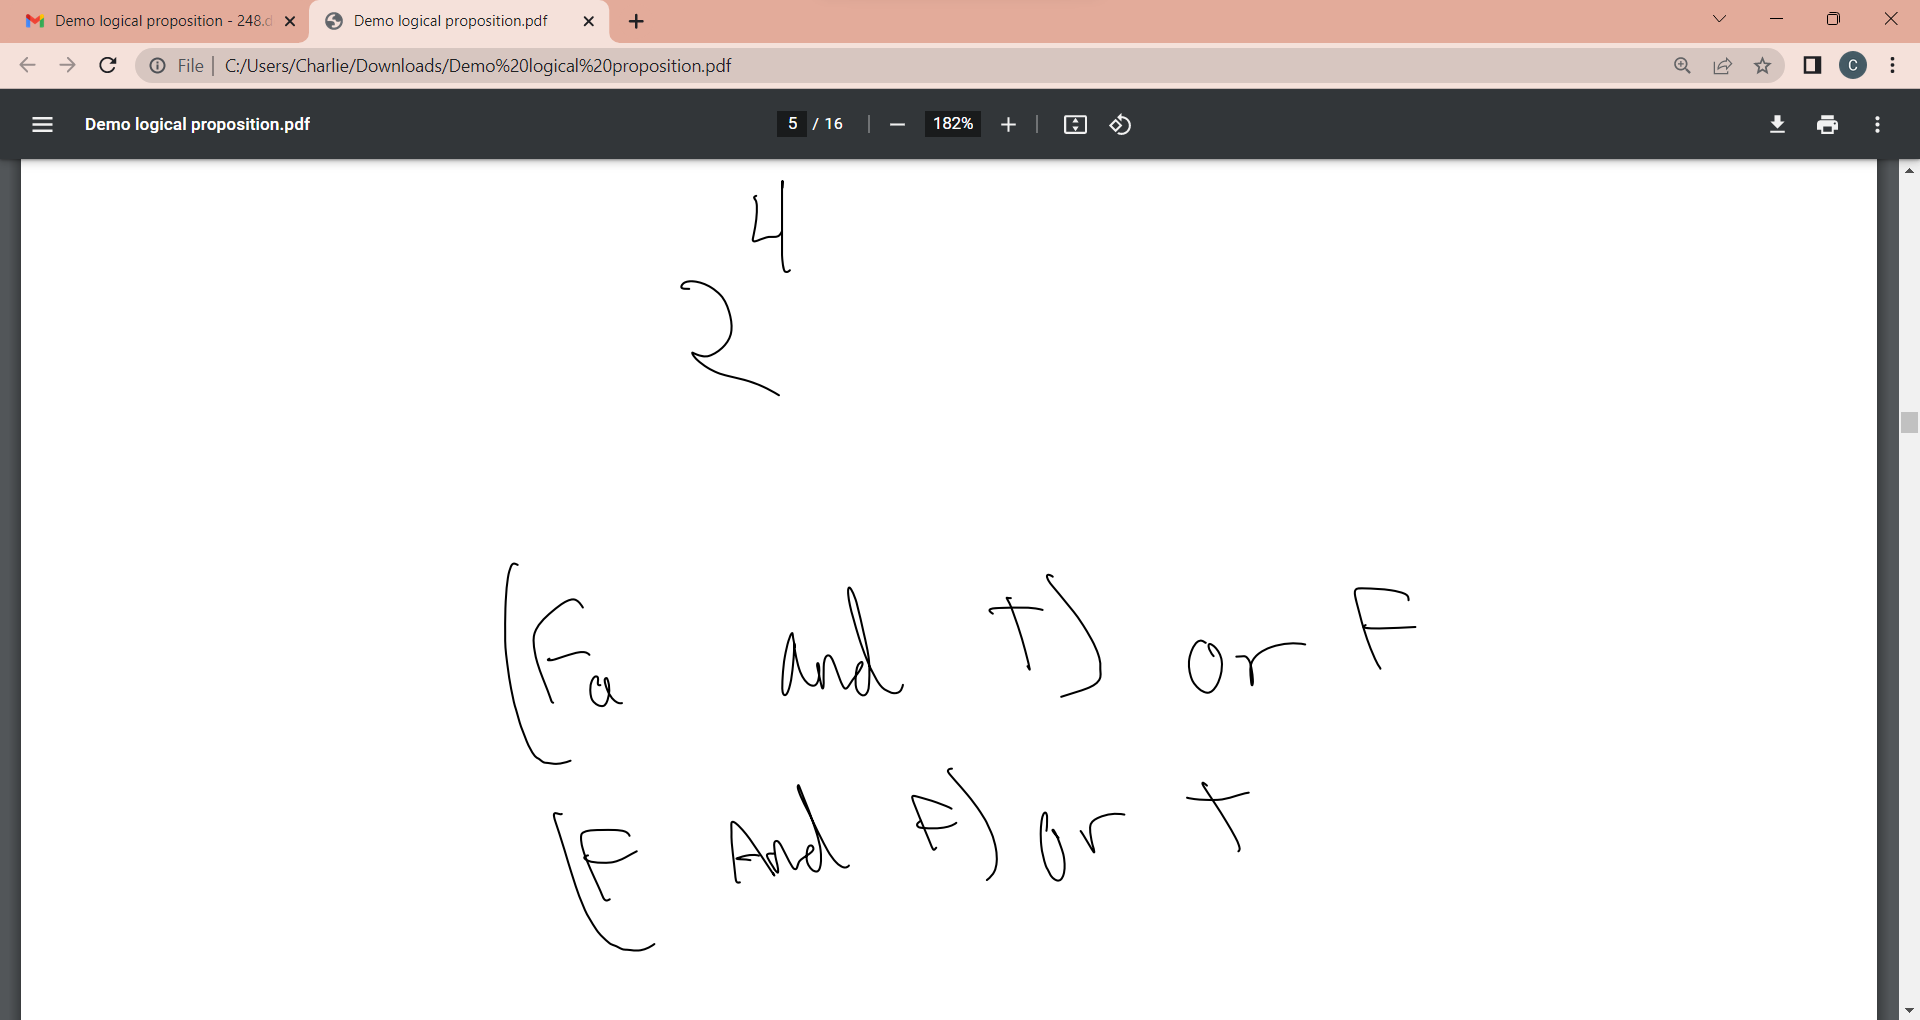 Demo logical proposition - 248.d
Demo logical proposition.pdf
File | C:/Users/Charlie/Downloads/Demo%20logical%20proposition.pdf
C
Demo logical proposition.pdf
5 / 16
182%
4
2
(Fa and T) or F
(F And F) or T